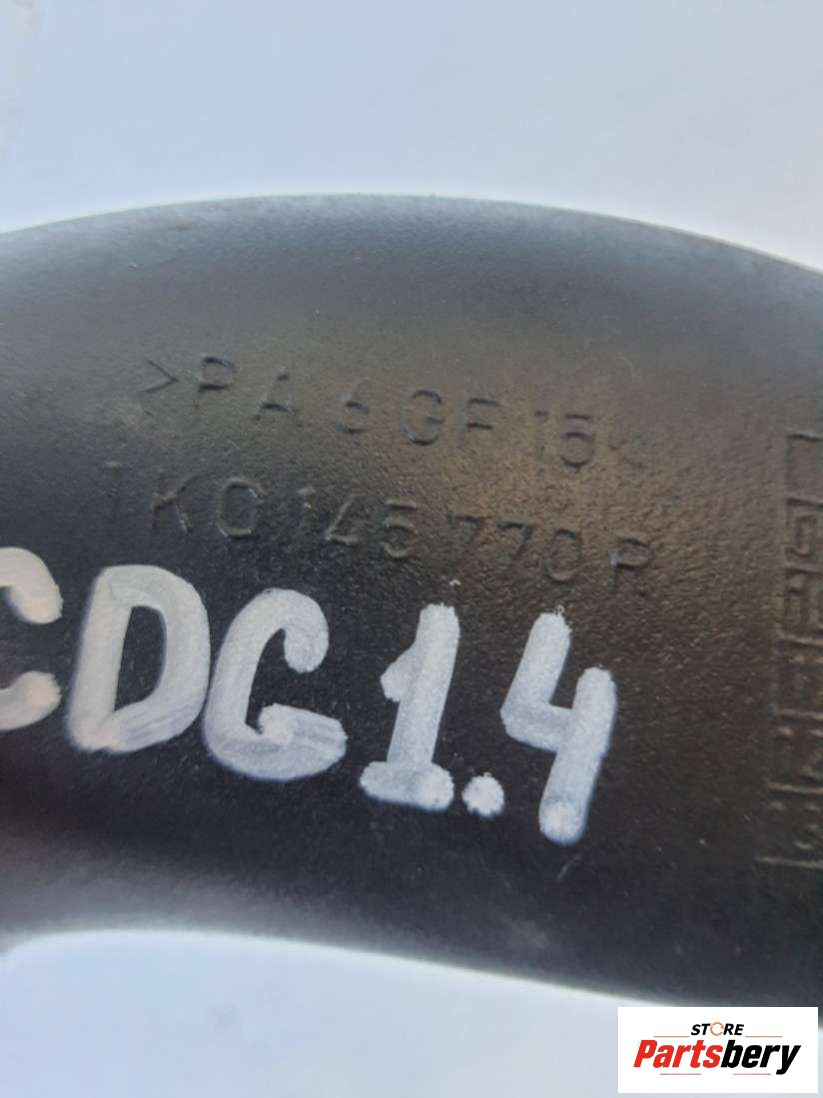 >PA 6 GF 15<
1K0 145 770 P
CDC 1.4
STORE
Partsbery